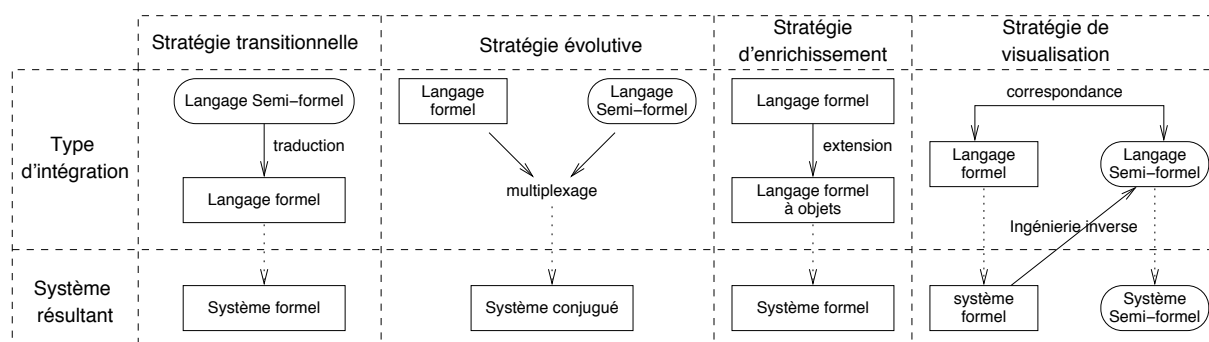 Stratégie transitionnelle
Stratégie évolutive
Stratégie
d'enrichissement
Stratégie de
visualisation
Type
d'intégration
Langage Semi−formel
traduction
Langage formel
Langage
formel
Langage
Semi−formel
multiplexage
Langage formel
extension
Langage formel
à objets
correspondance
Langage
formel
Langage
Semi−formel
Ingénierie inverse
Système
résultant
Système formel
Système conjugué
Système formel
système
formel
Système
Semi−formel